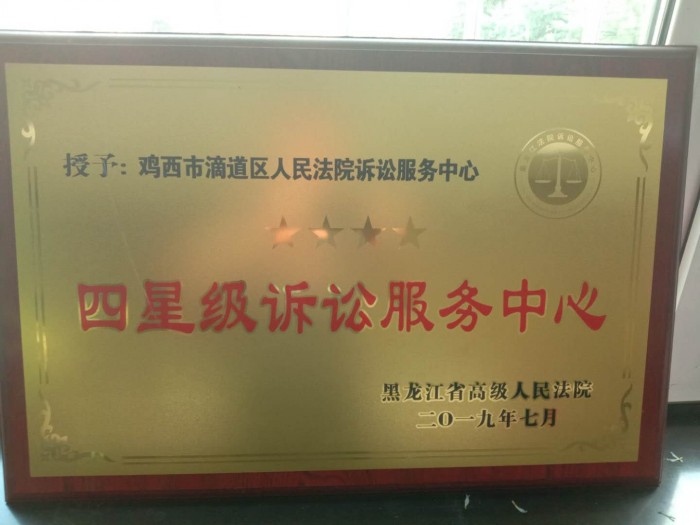 授予：鸡西市滴道区人民法院诉讼服务中心
四星级诉讼服务中心
黑龙江省高级人民法院
二〇一九年七月